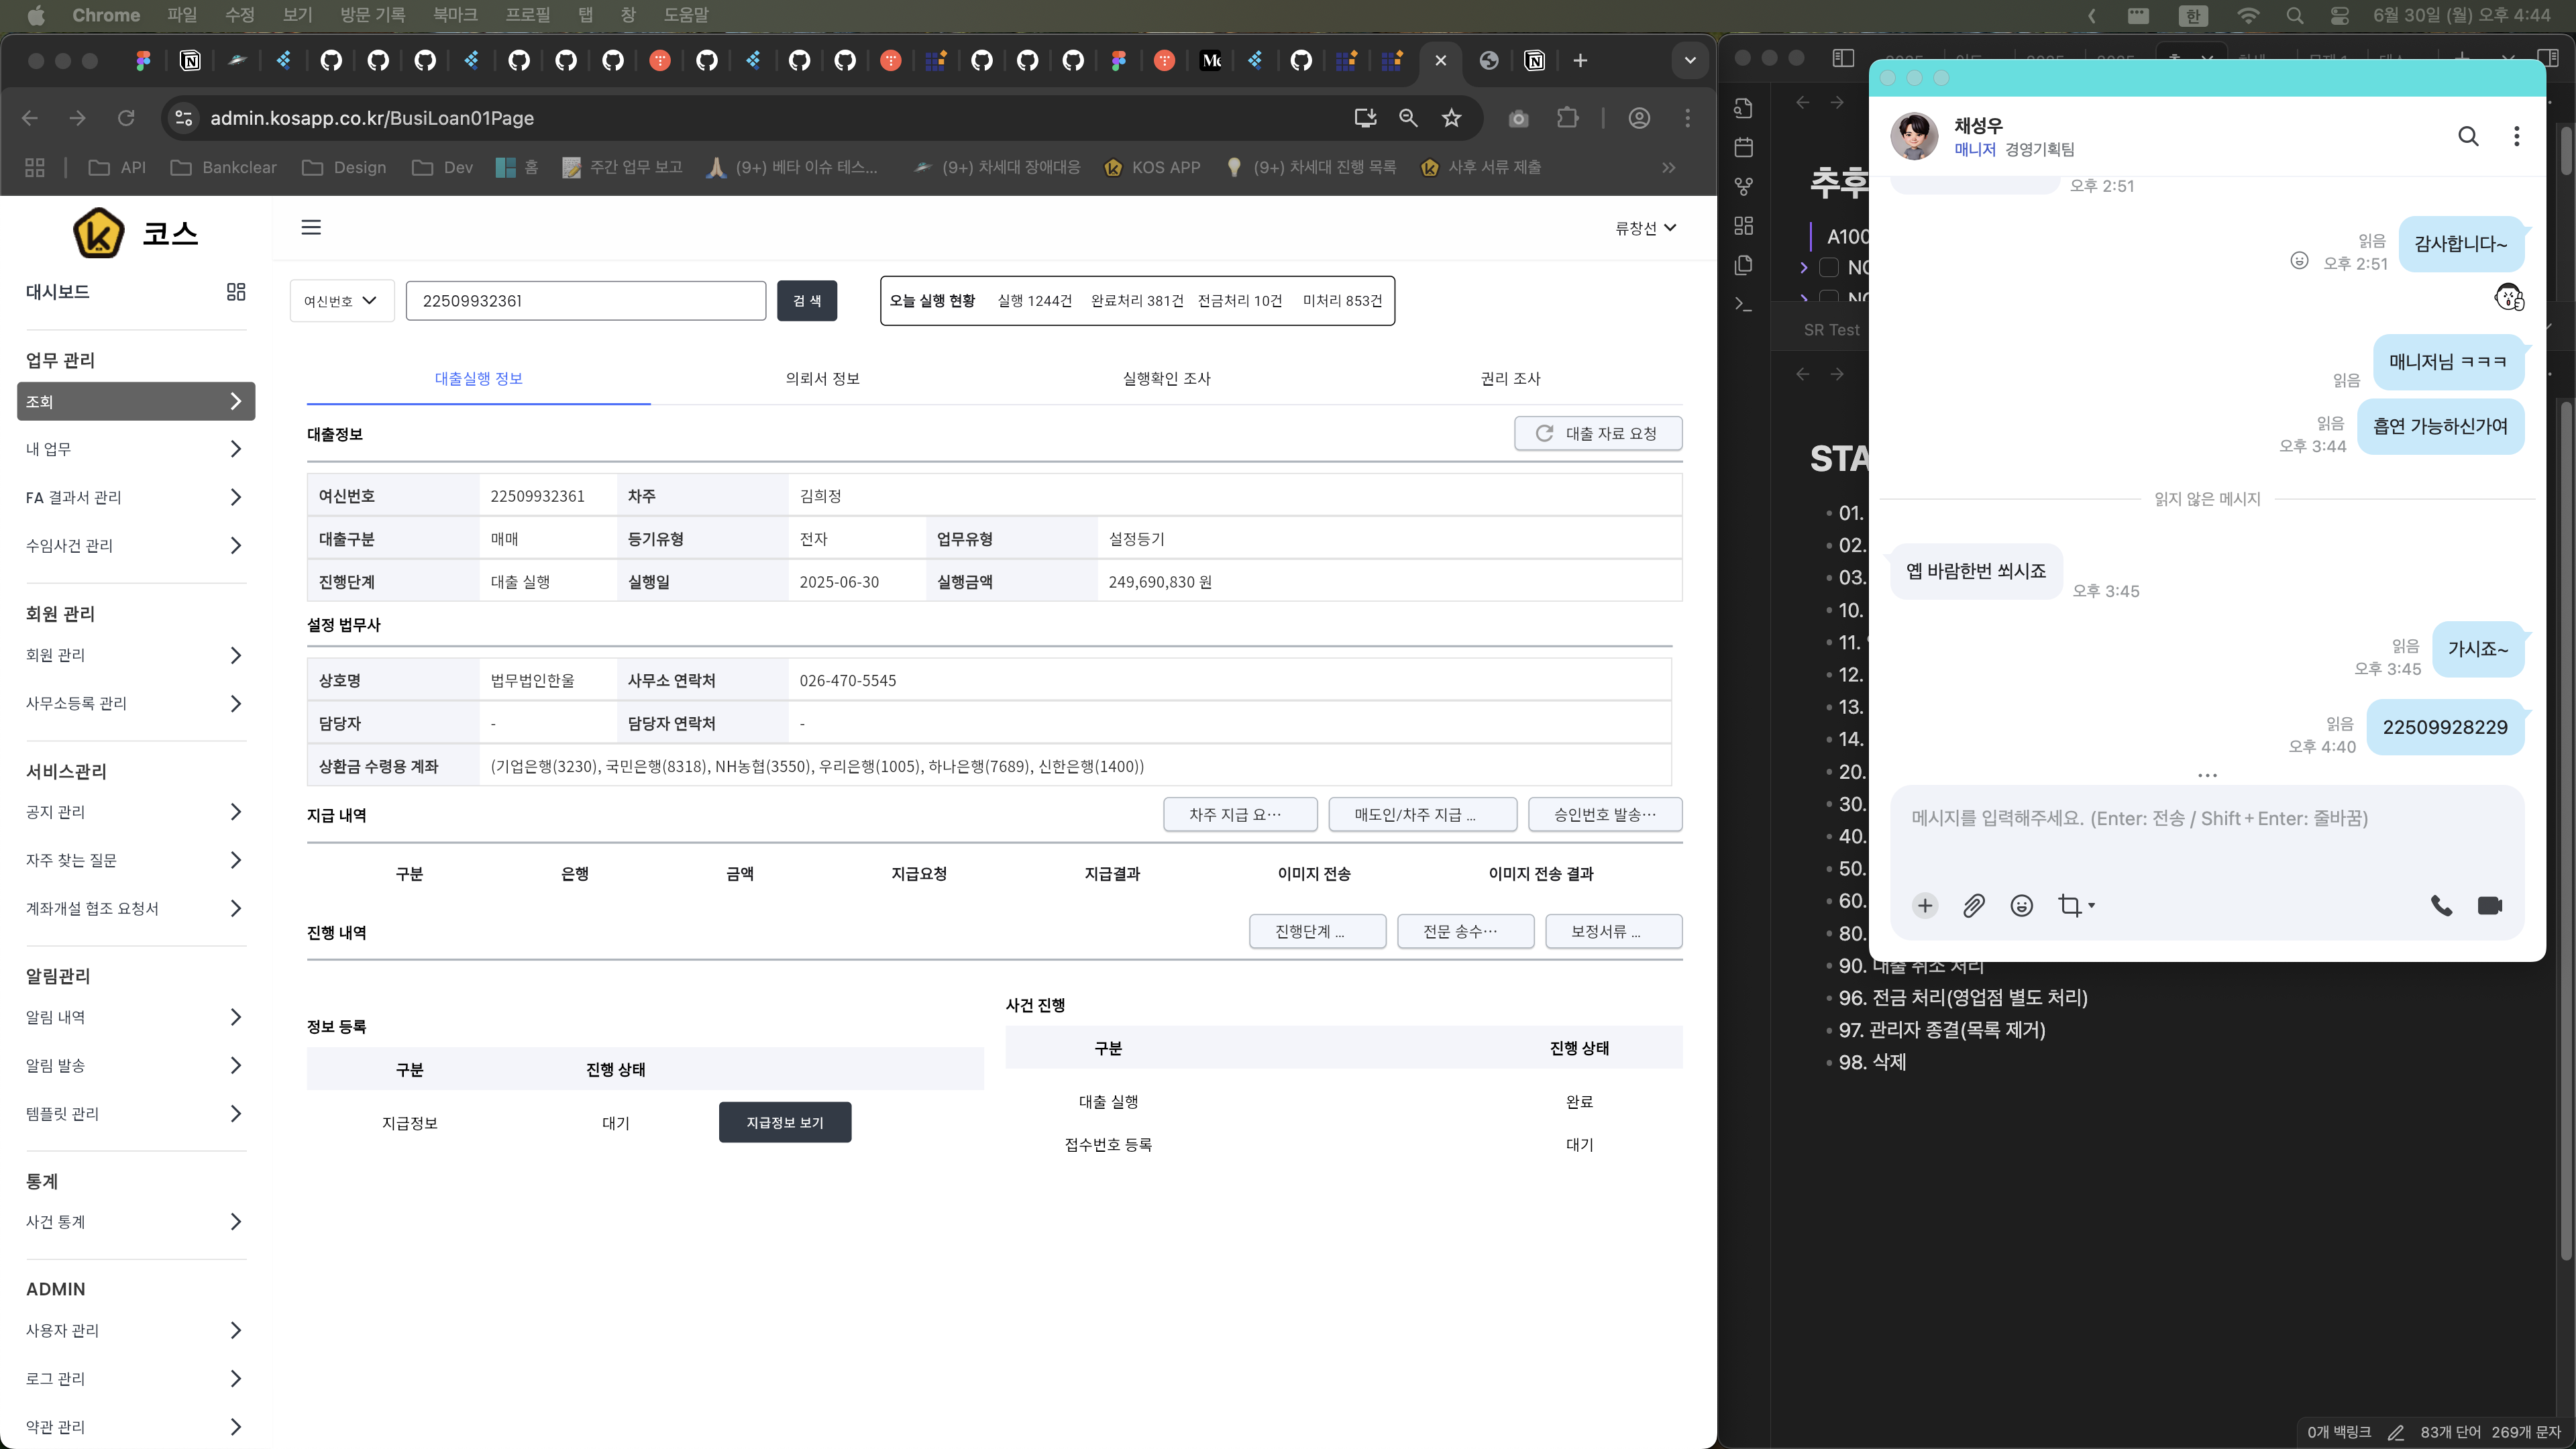 Chrome 파일 수정 보기 방문 기록 북마크 프로필 탭 창 도움말
한 6월 30일 (월) 오후 4:44
admin.kosapp.co.kr/BusiLoan01Page
API Bankclear Design Dev 홈 주간 업무 보고 (9+) 베타 이슈 테스... (9+) 차세대 장애대응 KOS APP (9+) 차세대 진행 목록 사후 서류 제출
코스
류창선
대시보드
업무 관리
조회
내 업무
FA 결과서 관리
수임사건 관리
회원 관리
회원 관리
사무소등록 관리
서비스관리
공지 관리
자주 찾는 질문
계좌개설 협조 요청서
알림관리
알림 내역
알림 발송
템플릿 관리
통계
사건 통계
ADMIN
사용자 관리
로그 관리
약관 관리
여신번호 22509932361 검 색
오늘 실행 현황 실행 1244건 완료처리 381건 전금처리 10건 미처리 853건
대출실행 정보 의뢰서 정보 실행확인 조사 권리 조사
대출정보 대출 자료 요청
여신번호 22509932361 차주 김희정
대출구분 매매 등기유형 전자 업무유형 설정등기
진행단계 대출 실행 실행일 2025-06-30 실행금액 249,690,830 원
설정 법무사
상호명 법무법인한울 사무소 연락처 026-470-5545
담당자 - 담당자 연락처 -
상환금 수령용 계좌 (기업은행(3230), 국민은행(8318), NH농협(3550), 우리은행(1005), 하나은행(7689), 신한은행(1400))
지급 내역 차주 지급 요… 매도인/차주 지급 ... 승인번호 발송…
구분 은행 금액 지급요청 지급결과 이미지 전송 이미지 전송 결과
진행 내역 진행단계 ... 전문 송수… 보정서류 ...
정보 등록
구분 진행 상태
지급정보 대기 지급정보 보기
사건 진행
구분 진행 상태
대출 실행 완료
접수번호 등록 대기
추후
A100
SR Test
STA
01.
02.
03.
10.
11.
12.
13.
14.
20.
30.
40.
50.
60.
80.
90. 대출 취소 처리
96. 전금 처리(영업점 별도 처리)
97. 관리자 종결(목록 제거)
98. 삭제
0개 백링크 83개 단어 269개 문자
채성우
매니저 경영기획팀
오후 2:51
감사합니다~
읽음
오후 2:51
매니저님 ㅋㅋㅋ
읽음
흡연 가능하신가여
읽음
오후 3:44
읽지 않은 메시지
옙 바람한번 쐬시죠
오후 3:45
가시죠~
읽음
오후 3:45
22509928229
읽음
오후 4:40
메시지를 입력해주세요. (Enter: 전송 / Shift + Enter: 줄바꿈)